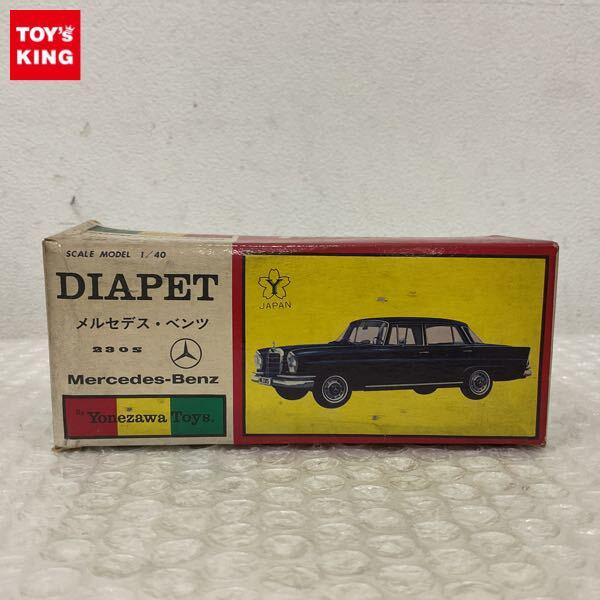 TOY's
KING
SCALE MODEL 1/40
DIAPET
メルセデス・ベンツ
230S
Mercedes-Benz
By Yonezawa Toys.
Y
JAPAN